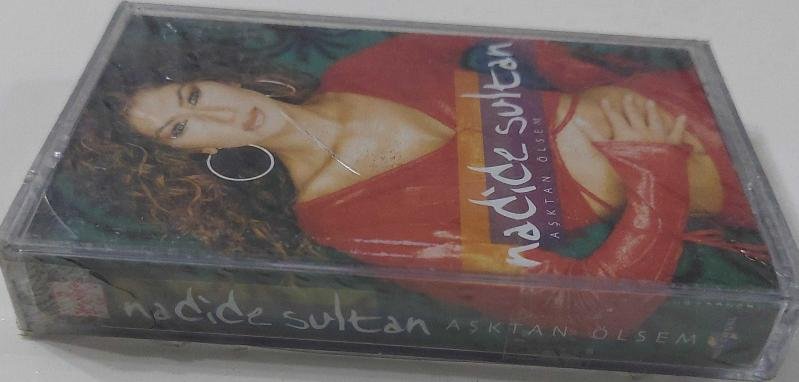 nadide sultan
AŞKTAN ÖLSEM
nadide sultan AŞKTAN ÖLSEM